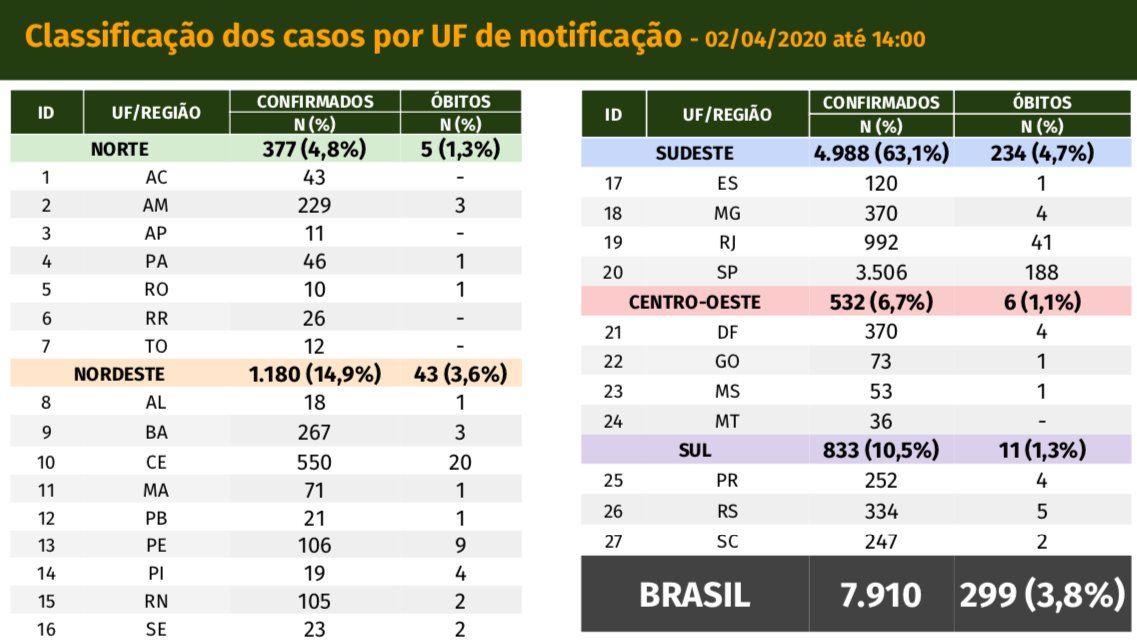 Classificação dos casos por UF de notificação - 02/04/2020 até 14:00
ID UF/REGIÃO CONFIRMADOS ÓBITOS
N (%) N (%)
NORTE 377 (4,8%) 5 (1,3%)
1 AC 43 -
2 AM 229 3
3 AP 11 -
4 PA 46 1
5 RO 10 1
6 RR 26 -
7 TO 12 -
NORDESTE 1.180 (14,9%) 43 (3,6%)
8 AL 18 1
9 BA 267 3
10 CE 550 20
11 MA 71 1
12 PB 21 1
13 PE 106 9
14 PI 19 4
15 RN 105 2
16 SE 23 2
ID UF/REGIÃO CONFIRMADOS ÓBITOS
N (%) N (%)
SUDESTE 4.988 (63,1%) 234 (4,7%)
17 ES 120 1
18 MG 370 4
19 RJ 992 41
20 SP 3.506 188
CENTRO-OESTE 532 (6,7%) 6 (1,1%)
21 DF 370 4
22 GO 73 1
23 MS 53 1
24 MT 36 -
SUL 833 (10,5%) 11 (1,3%)
25 PR 252 4
26 RS 334 5
27 SC 247 2
BRASIL 7.910 299 (3,8%)